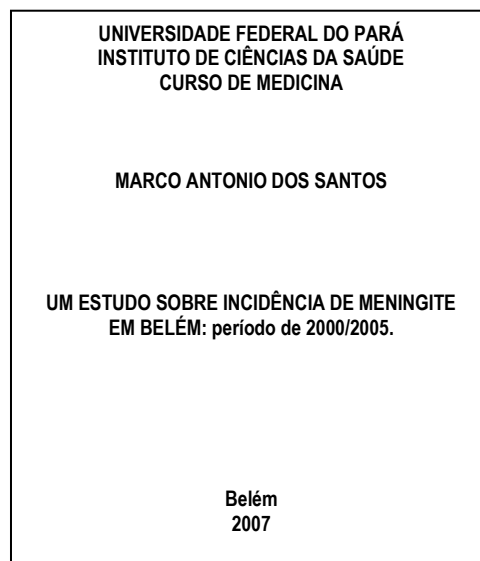 UNIVERSIDADE FEDERAL DO PARÁ
INSTITUTO DE CIÊNCIAS DA SAÚDE
CURSO DE MEDICINA
MARCO ANTONIO DOS SANTOS
UM ESTUDO SOBRE INCIDÊNCIA DE MENINGITE
EM BELÉM: período de 2000/2005.
Belém
2007